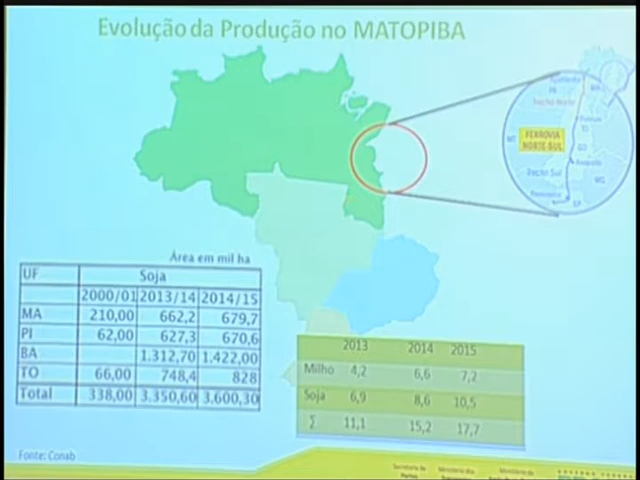 Evolução da Produção no MATOPIBA
FERROVIA
NORTE-SUL
Área em mil ha
UF Soja
2000/01 2013/14 2014/15
MA 210,00 662,2 679,7
PI 62,00 627,3 670,6
BA 1.312,70 1.422,00
TO 66,00 748,4 828
Total 338,00 3.350,60 3.600,30
2013 2014 2015
Milho 4,2 6,6 7,2
Soja 6,9 8,6 10,5
∑ 11,1 15,2 17,7
Fonte: Conab